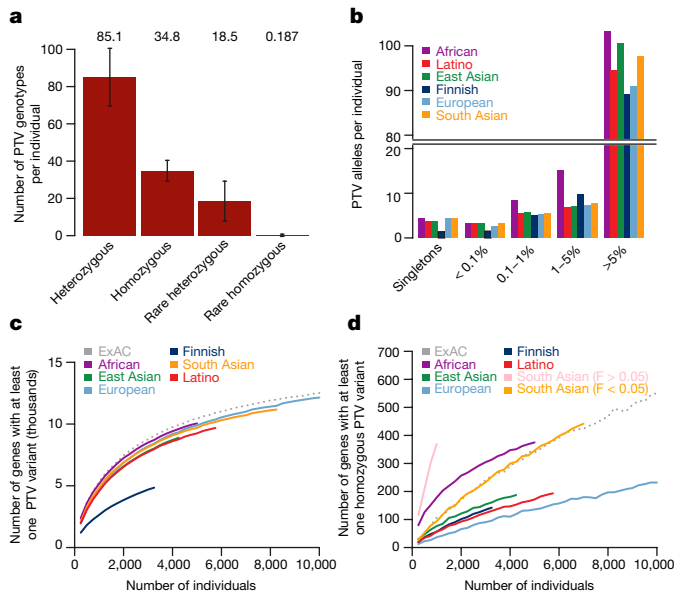 a
85.1 34.8 18.5 0.187
Number of PTV genotypes
per individual
100
80
60
40
20
0
Heterozygous
Homozygous
Rare heterozygous
Rare homozygous
b
African
Latino
East Asian
Finnish
European
South Asian
PTV alleles per individual
100
90
80
20
10
0
Singletons
< 0.1%
0.1–1%
1–5%
>5%
c
ExAC
African
East Asian
European
Finnish
South Asian
Latino
Number of genes with at least
one PTV variant (thousands)
15
10
5
0
0 2,000 4,000 6,000 8,000 10,000
Number of individuals
d
ExAC
African
East Asian
European
Finnish
Latino
South Asian (F > 0.05)
South Asian (F < 0.05)
Number of genes with at least
one homozygous PTV variant
700
600
500
400
300
200
100
0
0 2,000 4,000 6,000 8,000 10,000
Number of individuals